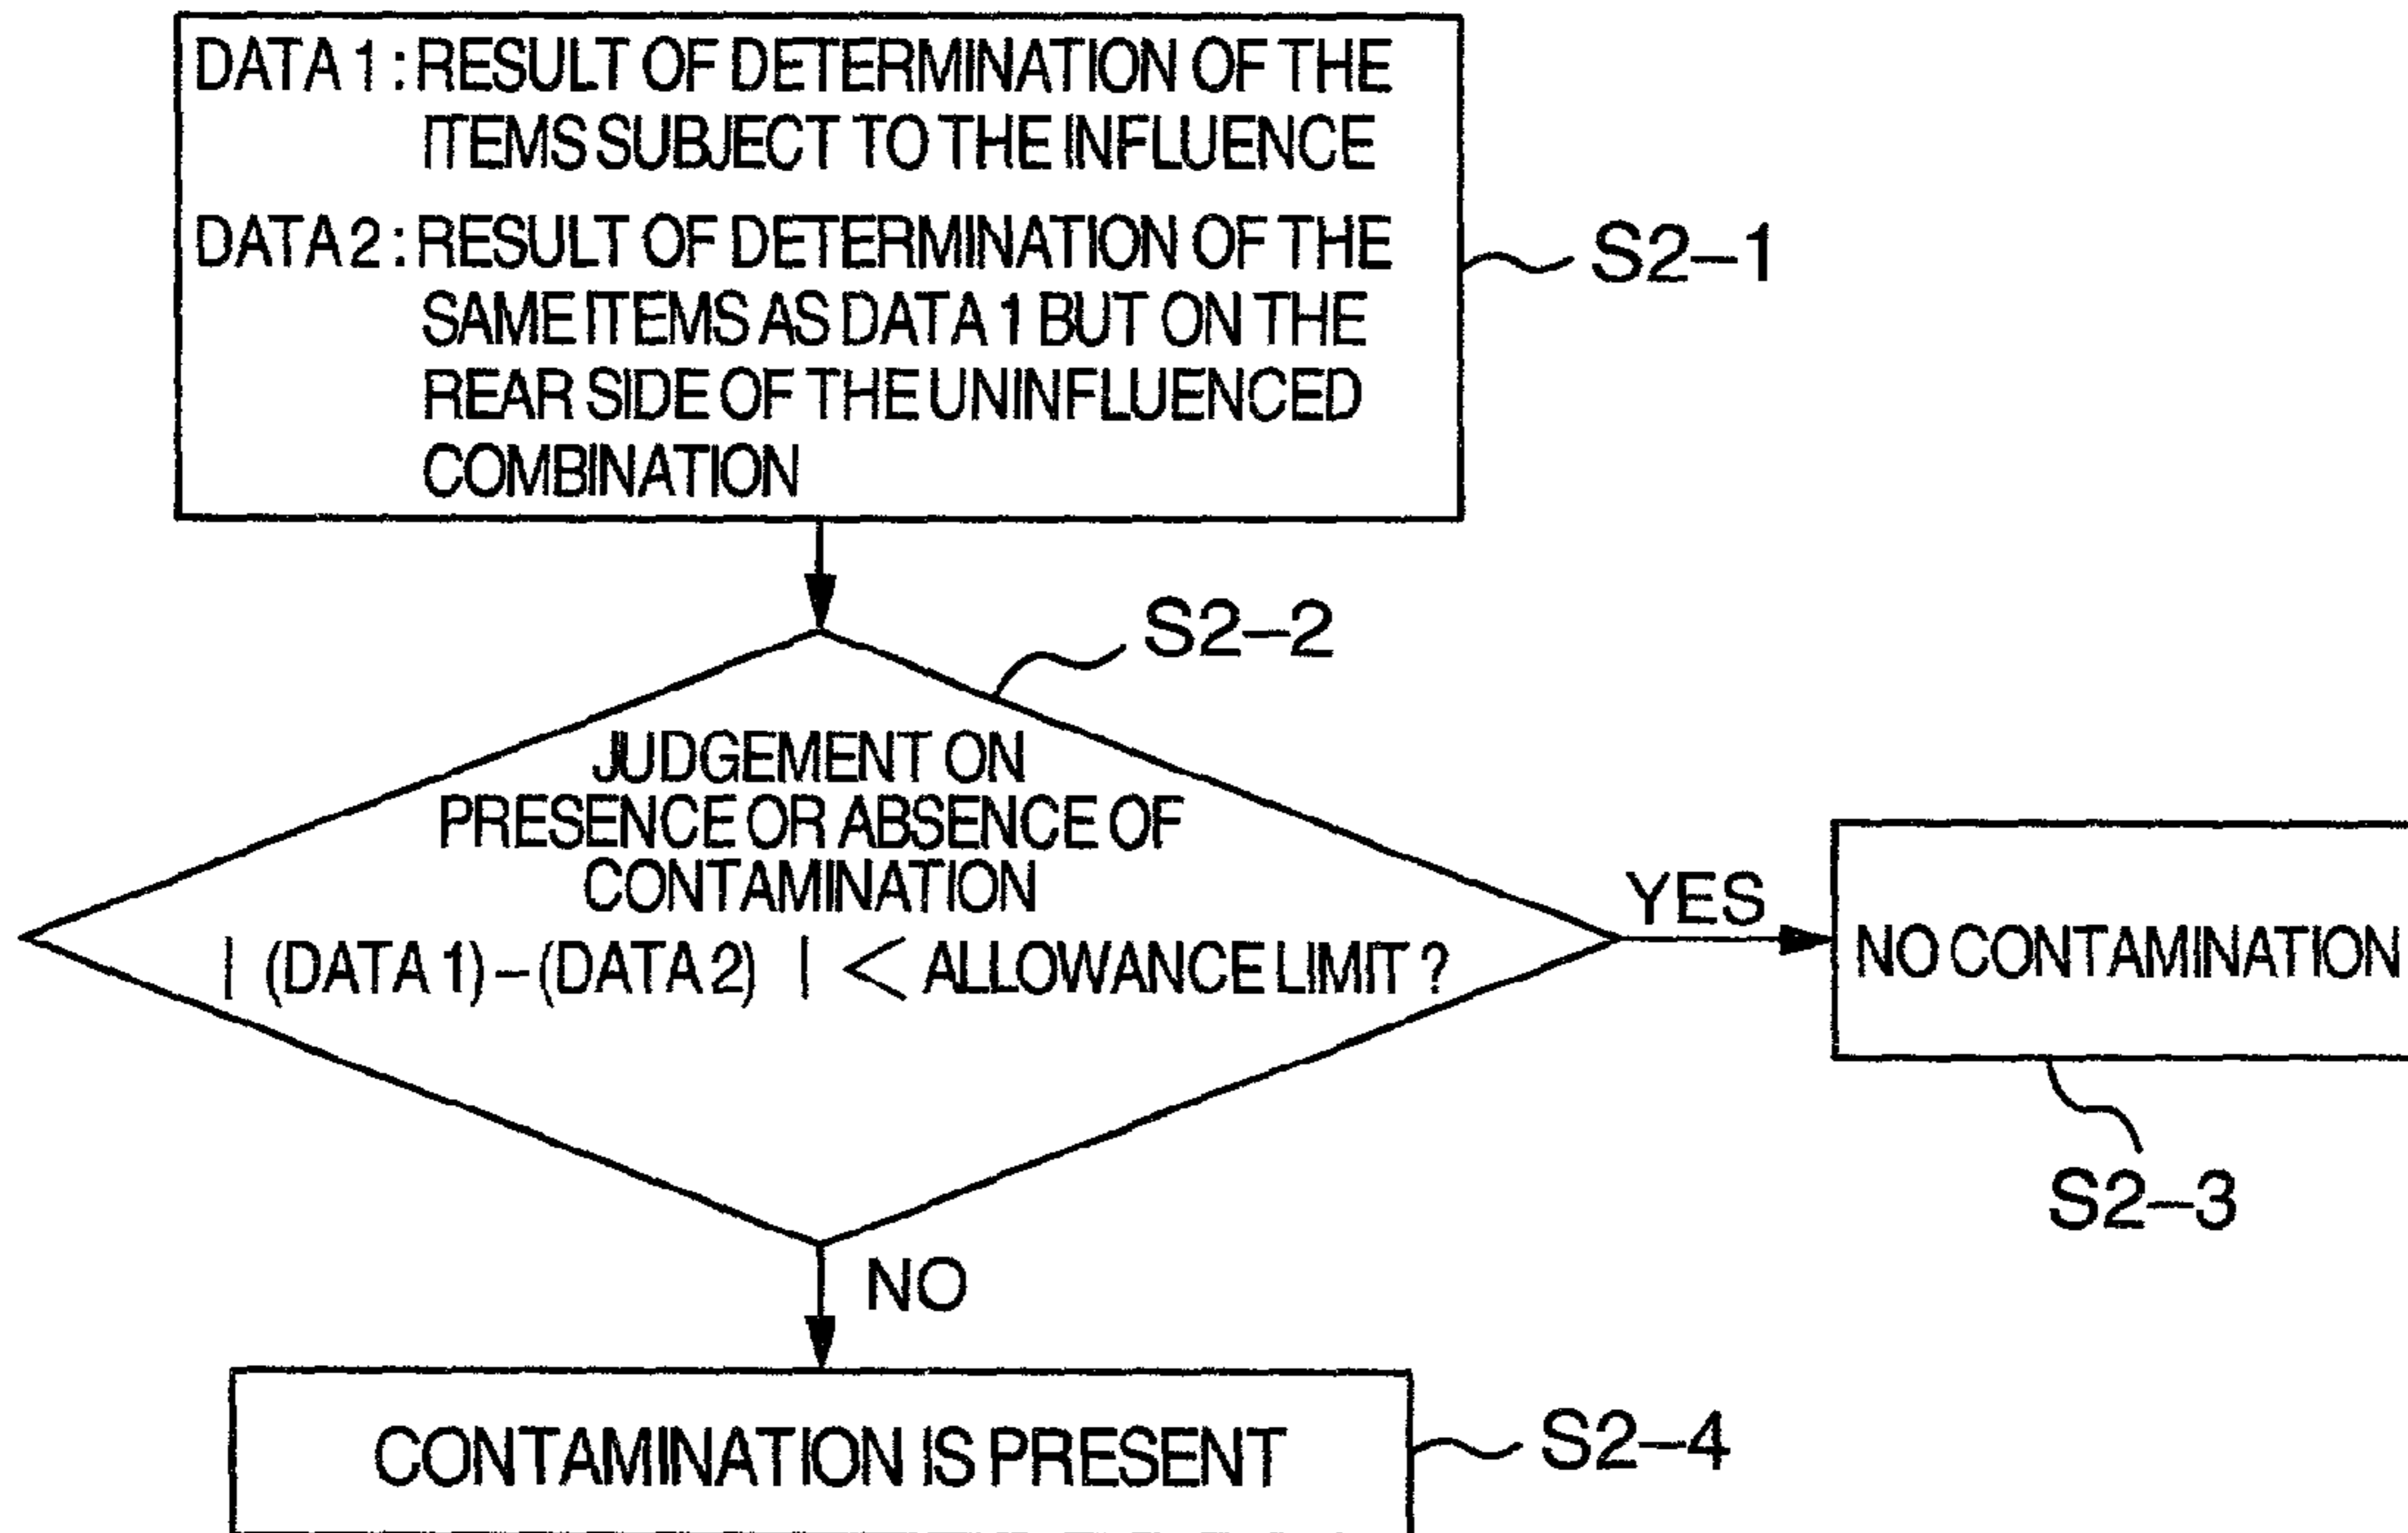 DATA 1 : RESULT OF DETERMINATION OF THE
ITEMS SUBJECT TO THE INFLUENCE
DATA 2 : RESULT OF DETERMINATION OF THE
SAME ITEMS AS DATA 1 BUT ON THE
REAR SIDE OF THE UNINFLUENCED
COMBINATION
S2–1
S2–2
JUDGEMENT ON
PRESENCE OR ABSENCE OF
CONTAMINATION
| (DATA 1) – (DATA 2) | < ALLOWANCE LIMIT ?
YES
NO CONTAMINATION
S2–3
NO
CONTAMINATION IS PRESENT
S2–4